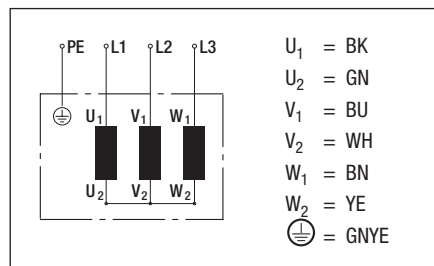 PE L1 L2 L3
U₁ V₁ W₁
U₂ V₂ W₂
U₁ = BK
U₂ = GN
V₁ = BU
V₂ = WH
W₁ = BN
W₂ = YE
= GNYE